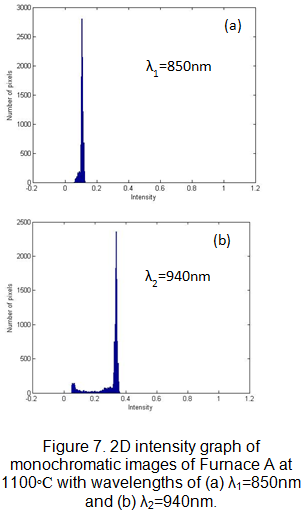 (a)
λ1=850nm
Number of pixels
3000
2500
2000
1500
1000
500
0
-0.2 0 0.2 0.4 0.6 0.8 1 1.2
Intensity
(b)
λ2=940nm
Number of pixels
2500
2000
1500
1000
500
0
-0.2 0 0.2 0.4 0.6 0.8 1 1.2
Intensity
Figure 7. 2D intensity graph of
monochromatic images of Furnace A at
1100°C with wavelengths of (a) λ1=850nm
and (b) λ2=940nm.